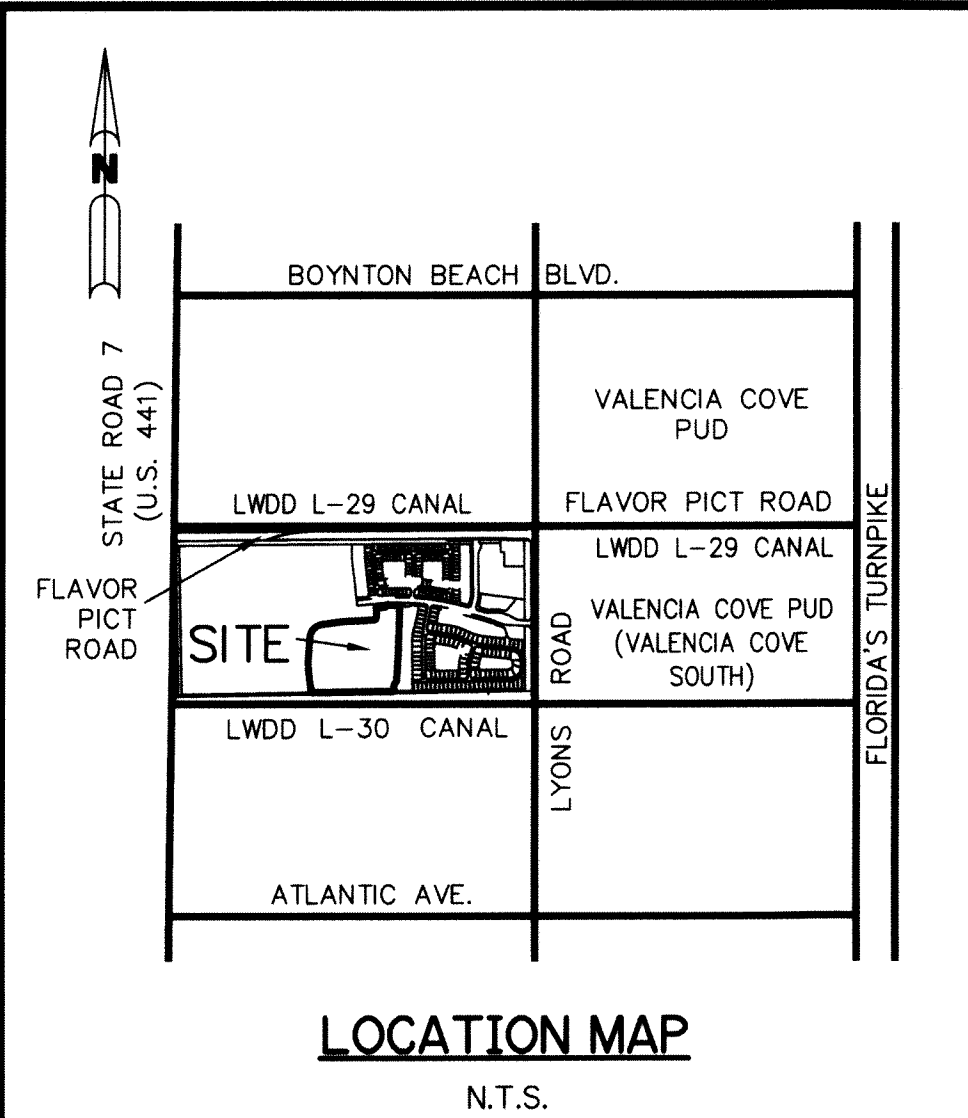 N
BOYNTON BEACH BLVD.
STATE ROAD 7
(U.S. 441)
VALENCIA COVE
PUD
LWDD L-29 CANAL
FLAVOR PICT ROAD
LWDD L-29 CANAL
FLAVOR
PICT
ROAD
SITE
VALENCIA COVE PUD
(VALENCIA COVE
SOUTH)
LYONS ROAD
FLORIDA'S TURNPIKE
LWDD L-30 CANAL
ATLANTIC AVE.
LOCATION MAP
N.T.S.